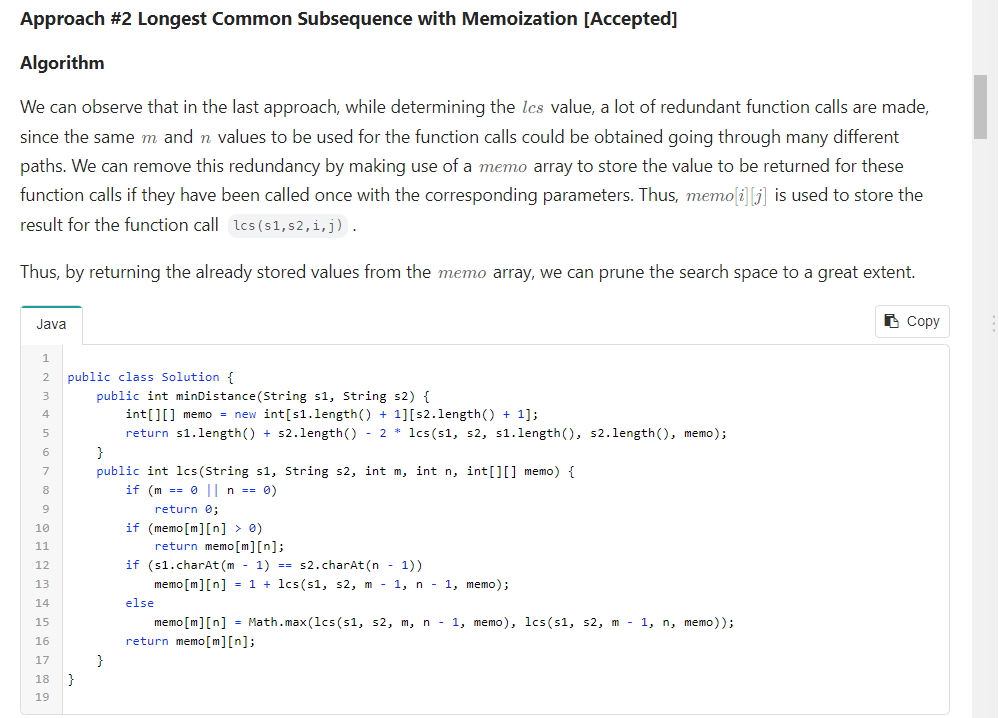 Approach #2 Longest Common Subsequence with Memoization [Accepted]
Algorithm
We can observe that in the last approach, while determining the lcs value, a lot of redundant function calls are made,
since the same m and n values to be used for the function calls could be obtained going through many different
paths. We can remove this redundancy by making use of a memo array to store the value to be returned for these
function calls if they have been called once with the corresponding parameters. Thus, memo[i][j] is used to store the
result for the function call lcs(s1,s2,i,j) .
Thus, by returning the already stored values from the memo array, we can prune the search space to a great extent.
Java
Copy
1
2 public class Solution {
3     public int minDistance(String s1, String s2) {
4         int[][] memo = new int[s1.length() + 1][s2.length() + 1];
5         return s1.length() + s2.length() - 2 * lcs(s1, s2, s1.length(), s2.length(), memo);
6     }
7     public int lcs(String s1, String s2, int m, int n, int[][] memo) {
8         if (m == 0 || n == 0)
9             return 0;
10         if (memo[m][n] > 0)
11             return memo[m][n];
12         if (s1.charAt(m - 1) == s2.charAt(n - 1))
13             memo[m][n] = 1 + lcs(s1, s2, m - 1, n - 1, memo);
14         else
15             memo[m][n] = Math.max(lcs(s1, s2, m, n - 1, memo), lcs(s1, s2, m - 1, n, memo));
16         return memo[m][n];
17     }
18 }
19